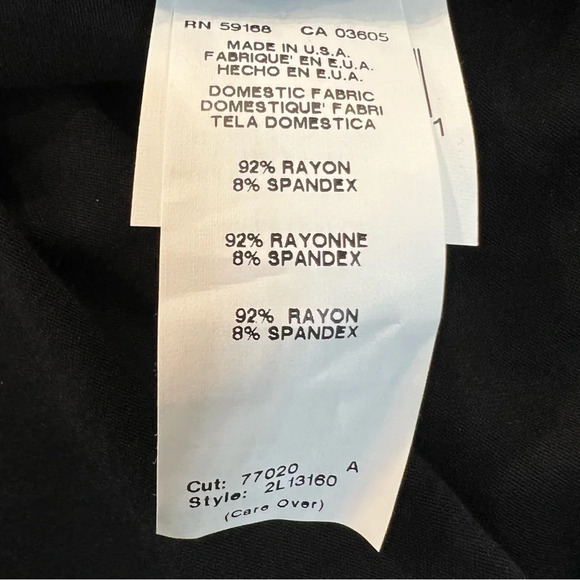 RN 59168 CA 03605
MADE IN U.S.A.
FABRIQUE' EN E.U.A.
HECHO EN E.U.A.
DOMESTIC FABRIC
DOMESTIQUE' FABRI
TELA DOMESTICA
1
92% RAYON
8% SPANDEX
92% RAYONNE
8% SPANDEX
92% RAYON
8% SPANDEX
Cut: 77020 A
Style: 2L13160
(Care Over)